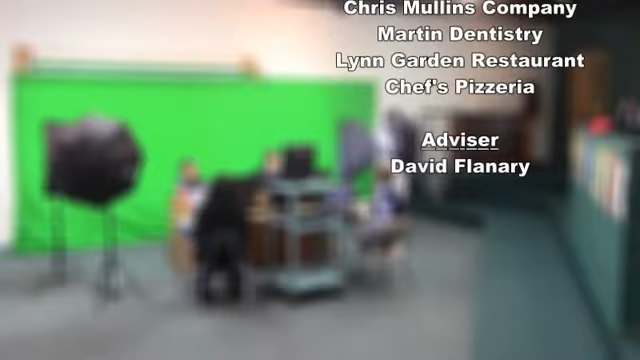 Chris Mullins Company
Martin Dentistry
Lynn Garden Restaurant
Chef's Pizzeria
Adviser
David Flanary